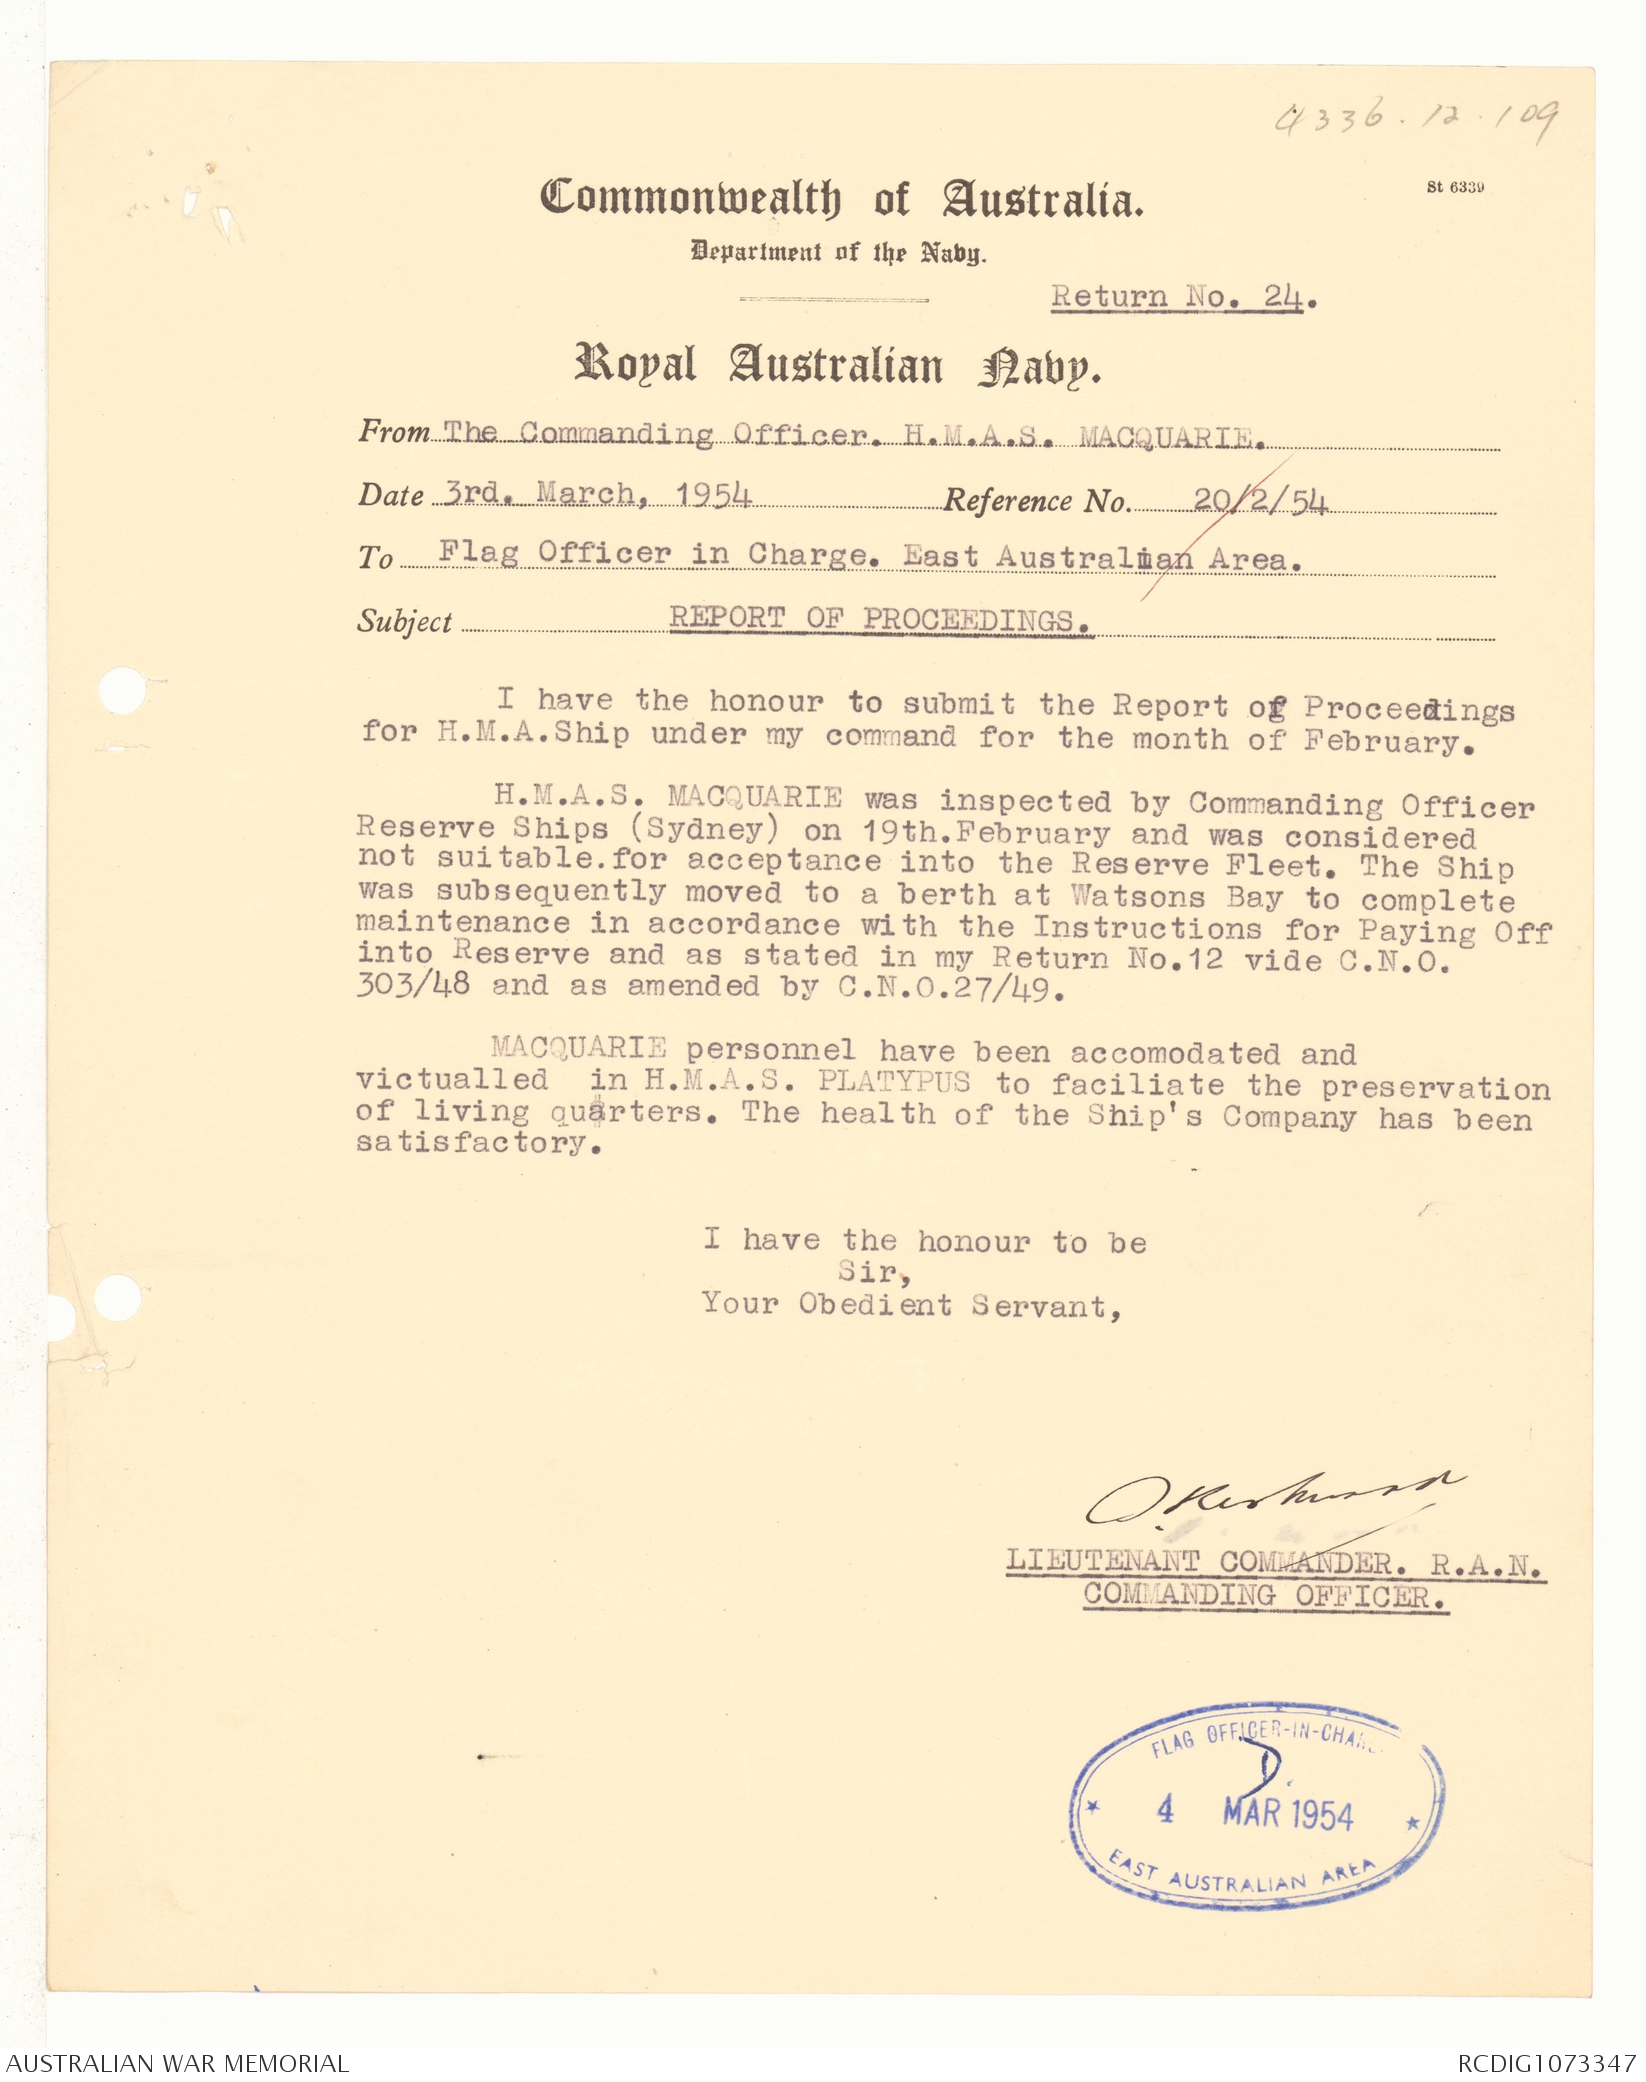 4336.12.109
Commonwealth of Australia.
St 6339
Department of the Navy.
Return No. 24.
Royal Australian Navy.
From The Commanding Officer. H.M.A.S. MACQUARIE.
Date 3rd. March, 1954 Reference No. 20/2/54
To Flag Officer in Charge. East Australian Area.
Subject REPORT OF PROCEEDINGS.
I have the honour to submit the Report of Proceedings
for H.M.A.Ship under my command for the month of February.
H.M.A.S. MACQUARIE was inspected by Commanding Officer
Reserve Ships (Sydney) on 19th.February and was considered
not suitable.for acceptance into the Reserve Fleet. The Ship
was subsequently moved to a berth at Watsons Bay to complete
maintenance in accordance with the Instructions for Paying Off
into Reserve and as stated in my Return No.12 vide C.N.O.
303/48 and as amended by C.N.O.27/49.
MACQUARIE personnel have been accomodated and
victualled in H.M.A.S. PLATYPUS to faciliate the preservation
of living quarters. The health of the Ship's Company has been
satisfactory.
I have the honour to be
Sir,
Your Obedient Servant,
LIEUTENANT COMMANDER. R.A.N.
COMMANDING OFFICER.
FLAG OFFICER-IN-CHARGE
4 MAR 1954
EAST AUSTRALIAN AREA
AUSTRALIAN WAR MEMORIAL
RCDIG1073347